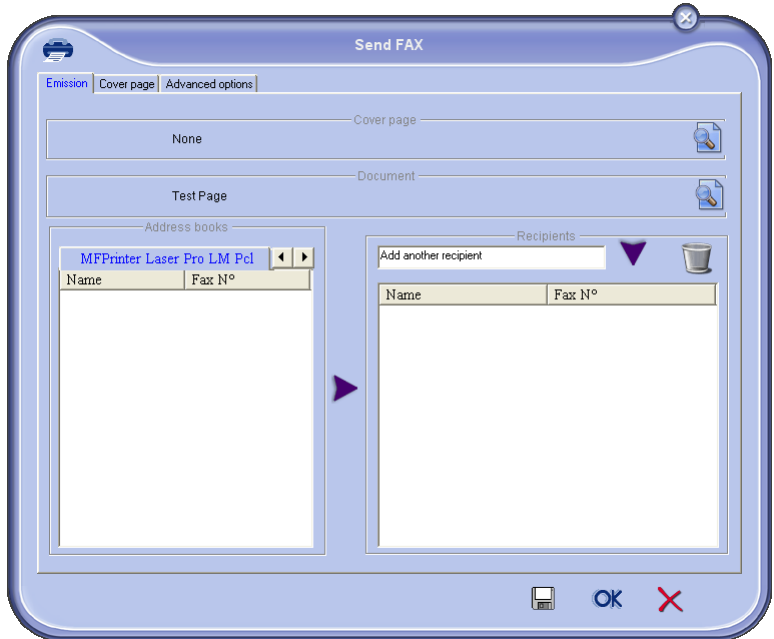 Send FAX
Emission Cover page Advanced options
Cover page
None
Document
Test Page
Address books
MFPrinter Laser Pro LM Pcl
Name Fax N°
Recipients
Add another recipient
Name Fax N°
OK